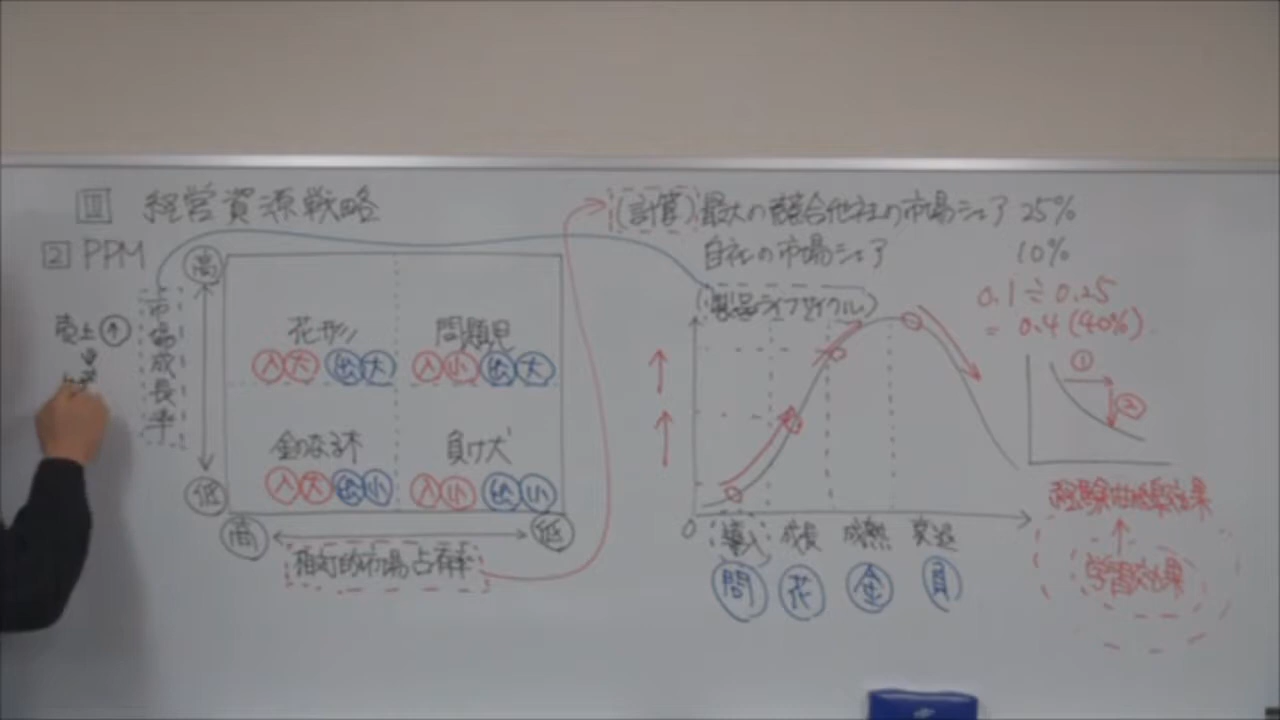 Ⅲ 経営資源戦略
2 PPM
市場成長率
売上 ↑
高
低
花形
入 大 出 大
問題児
入 小 出 大
金のなる木
入 大 出 小
負け犬
入 小 出 小
高
低
相対的市場占有率
(計算) 最大の競合他社の市場シェア 25%
自社の市場シェア 10%
0.1÷0.25
= 0.4 (40%)
(製品ライフサイクル)
0
導入 成長 成熟 衰退
問 花 金 負
①
②
経験曲線効果
学習効果